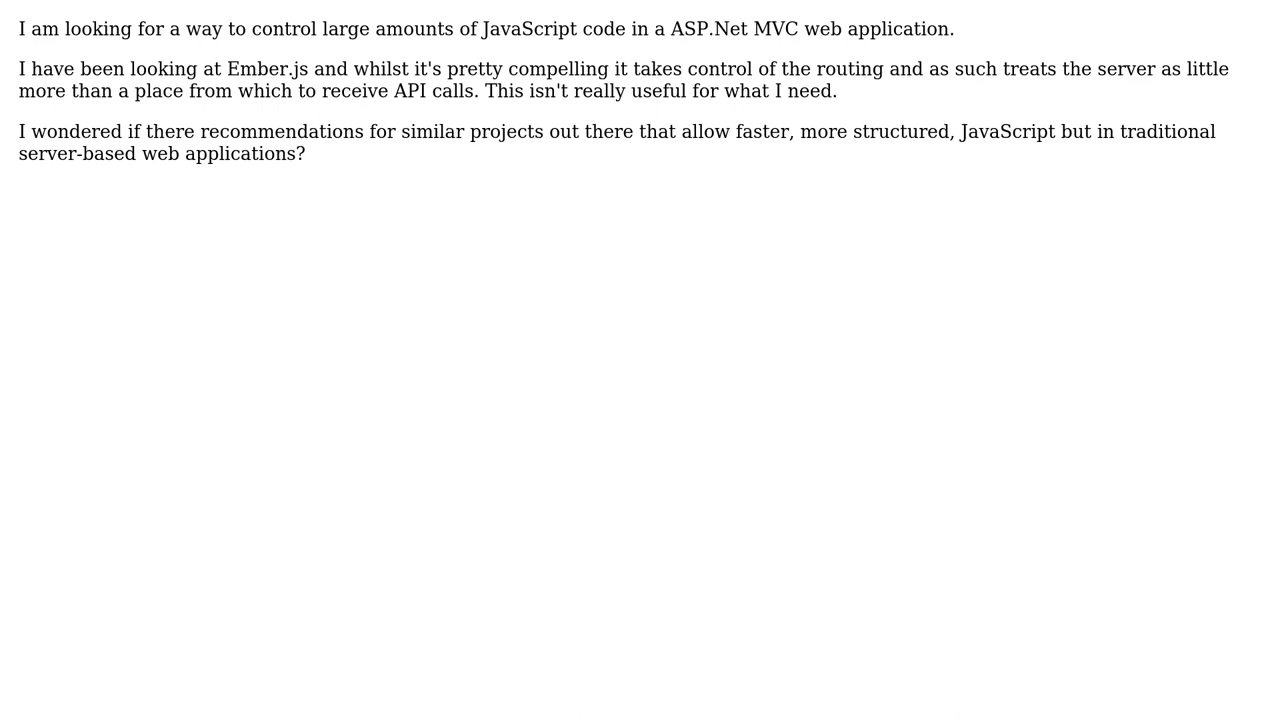 I am looking for a way to control large amounts of JavaScript code in a ASP.Net MVC web application.
I have been looking at Ember.js and whilst it's pretty compelling it takes control of the routing and as such treats the server as little
more than a place from which to receive API calls. This isn't really useful for what I need.
I wondered if there recommendations for similar projects out there that allow faster, more structured, JavaScript but in traditional
server-based web applications?